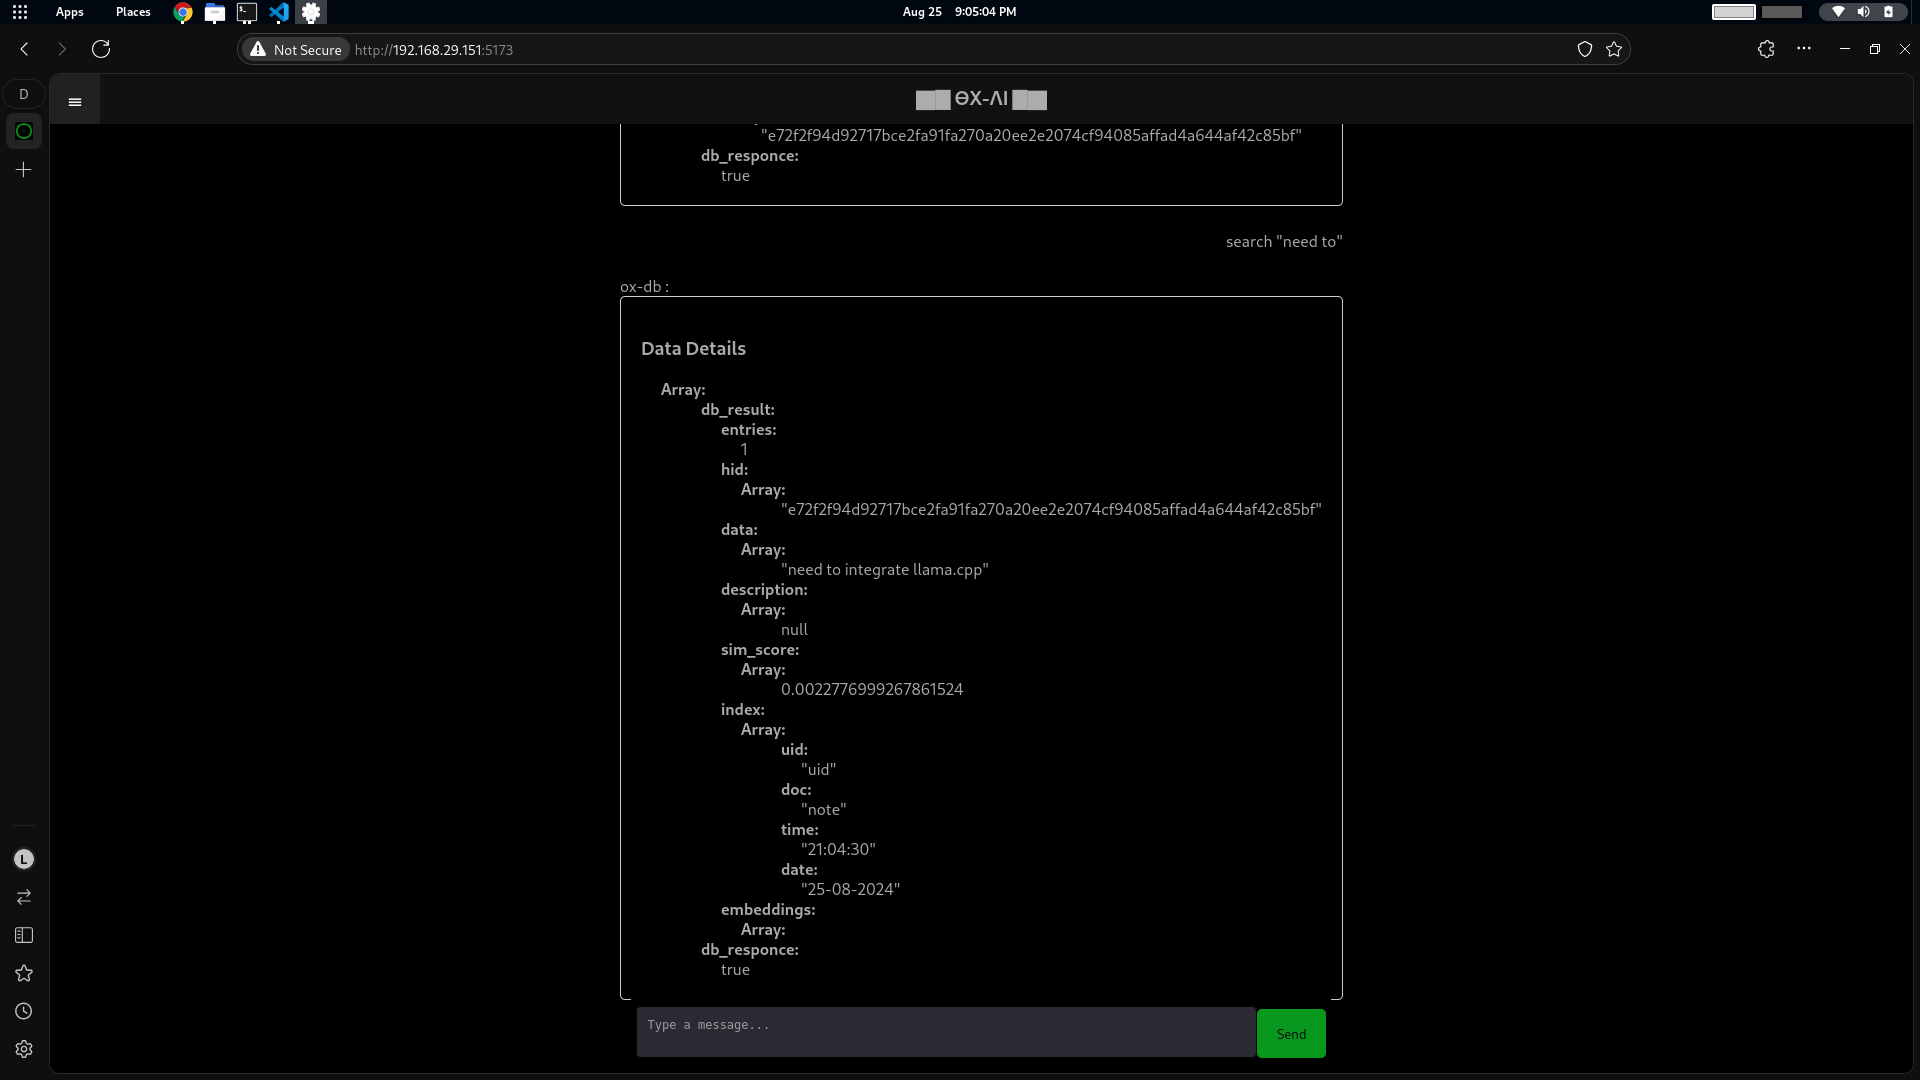 Apps Places Aug 25 9:05:04 PM
Not Secure http://192.168.29.151:5173
D
▇▇ ӨX-ΛI ▇▇
"e72f2f94d92717bce2fa91fa270a20ee2e2074cf94085affad4a644af42c85bf"
db_responce:
true
search "need to"
ox-db :
Data Details
Array:
db_result:
entries:
1
hid:
Array:
"e72f2f94d92717bce2fa91fa270a20ee2e2074cf94085affad4a644af42c85bf"
data:
Array:
"need to integrate llama.cpp"
description:
Array:
null
sim_score:
Array:
0.0022776999267861524
index:
Array:
uid:
"uid"
doc:
"note"
time:
"21:04:30"
date:
"25-08-2024"
embeddings:
Array:
db_responce:
true
L
Type a message...
Send